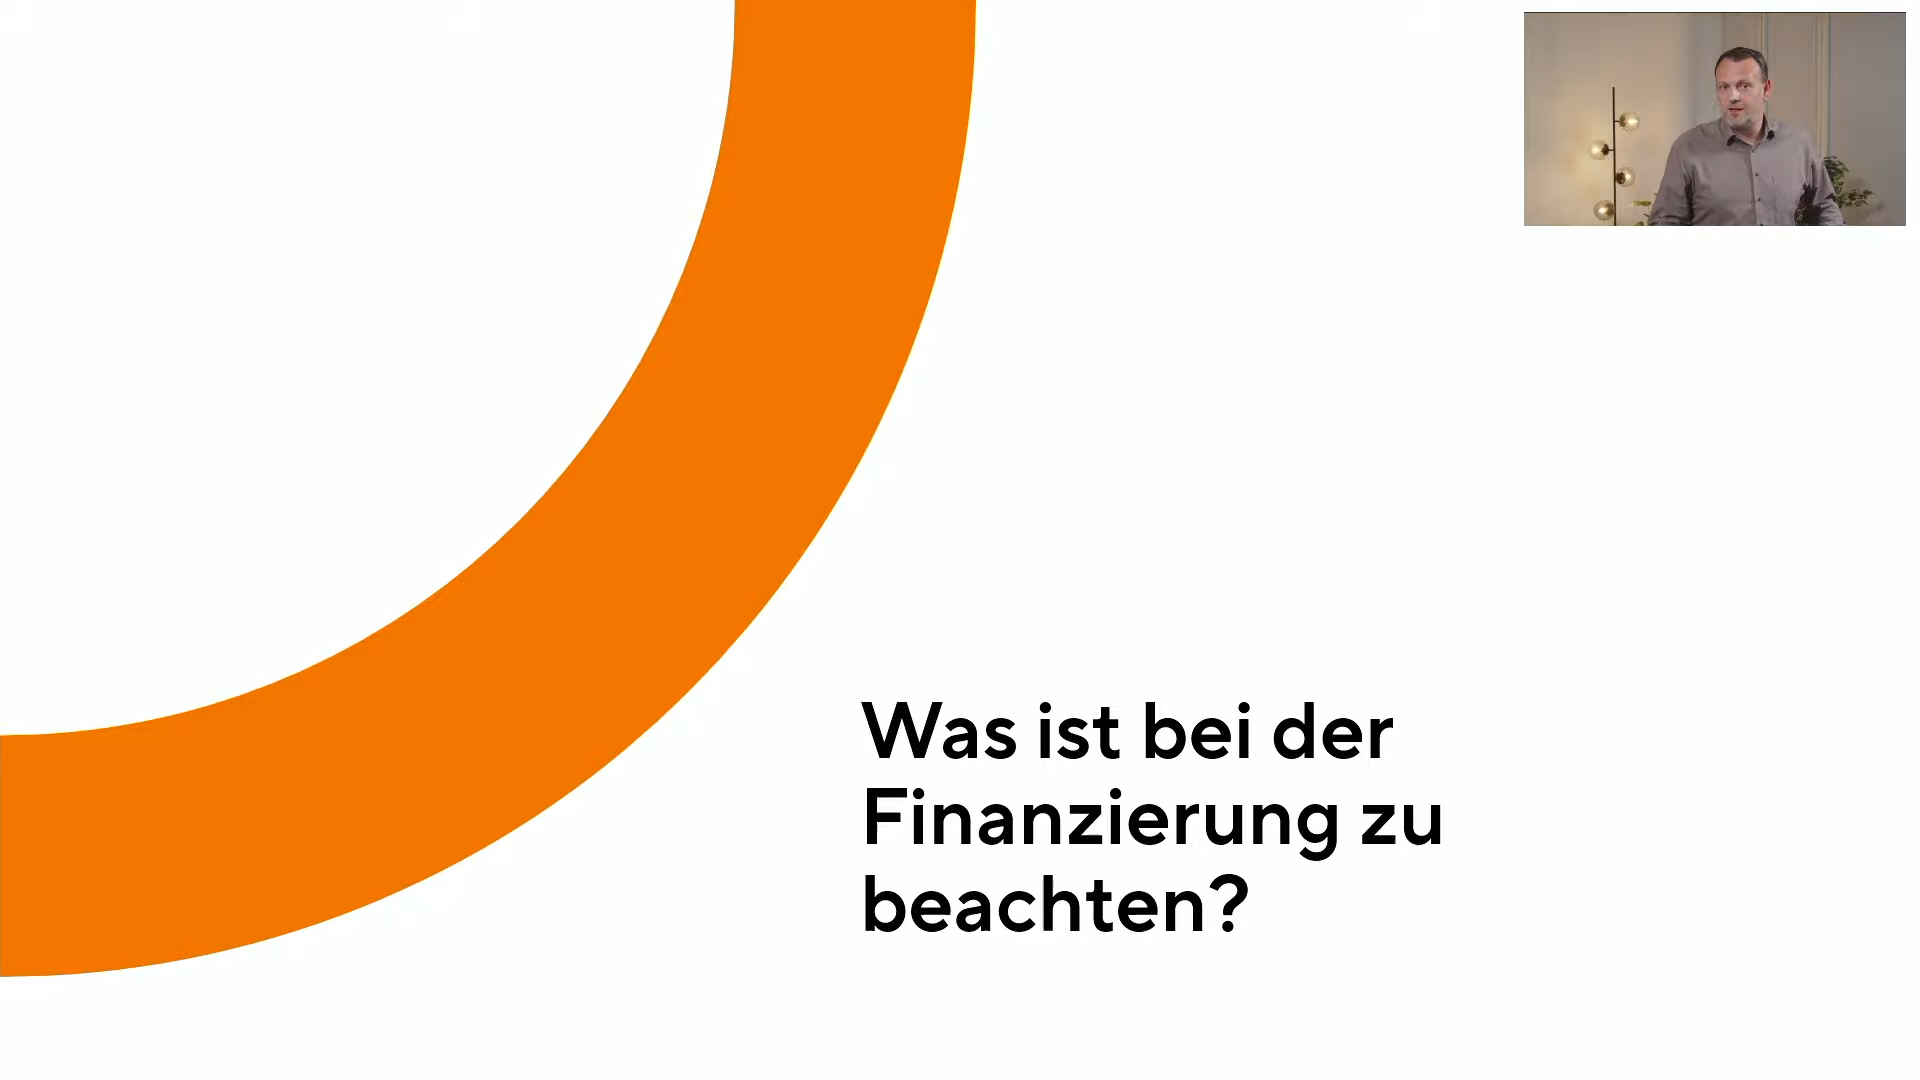 Was ist bei der
Finanzierung zu
beachten?